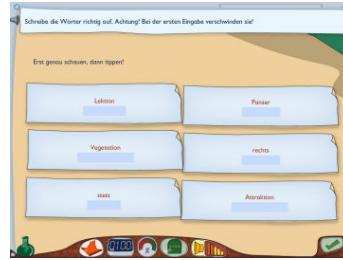 Schreibe die Wörter richtig auf. Achtung! Bei der ersten Eingabe verschwinden sie!
Erst genau schauen, dann tippen!
Lektion
Panzer
Vegetation
rechts
stets
Attraktion